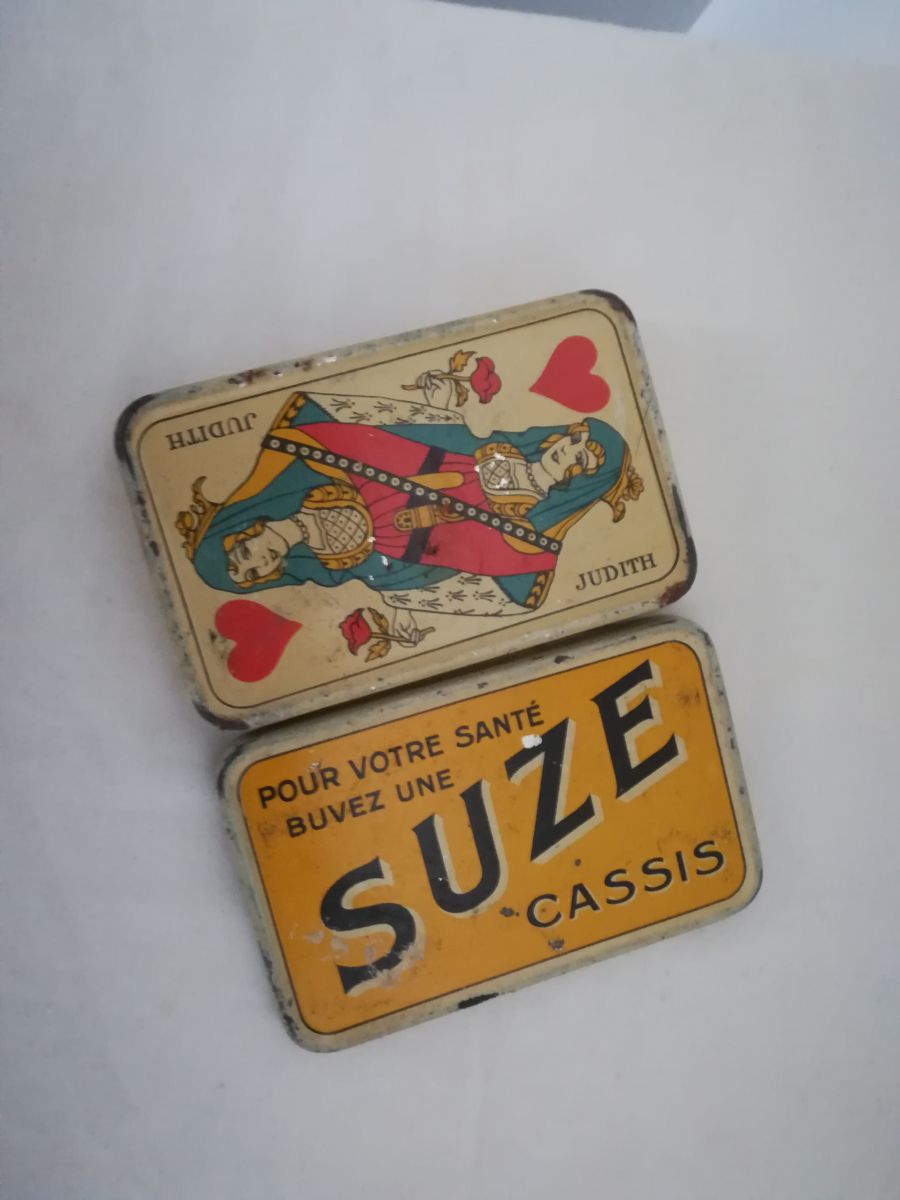 JUDITH
JUDITH
POUR VOTRE SANTÉ
BUVEZ UNE
SUZE
CASSIS